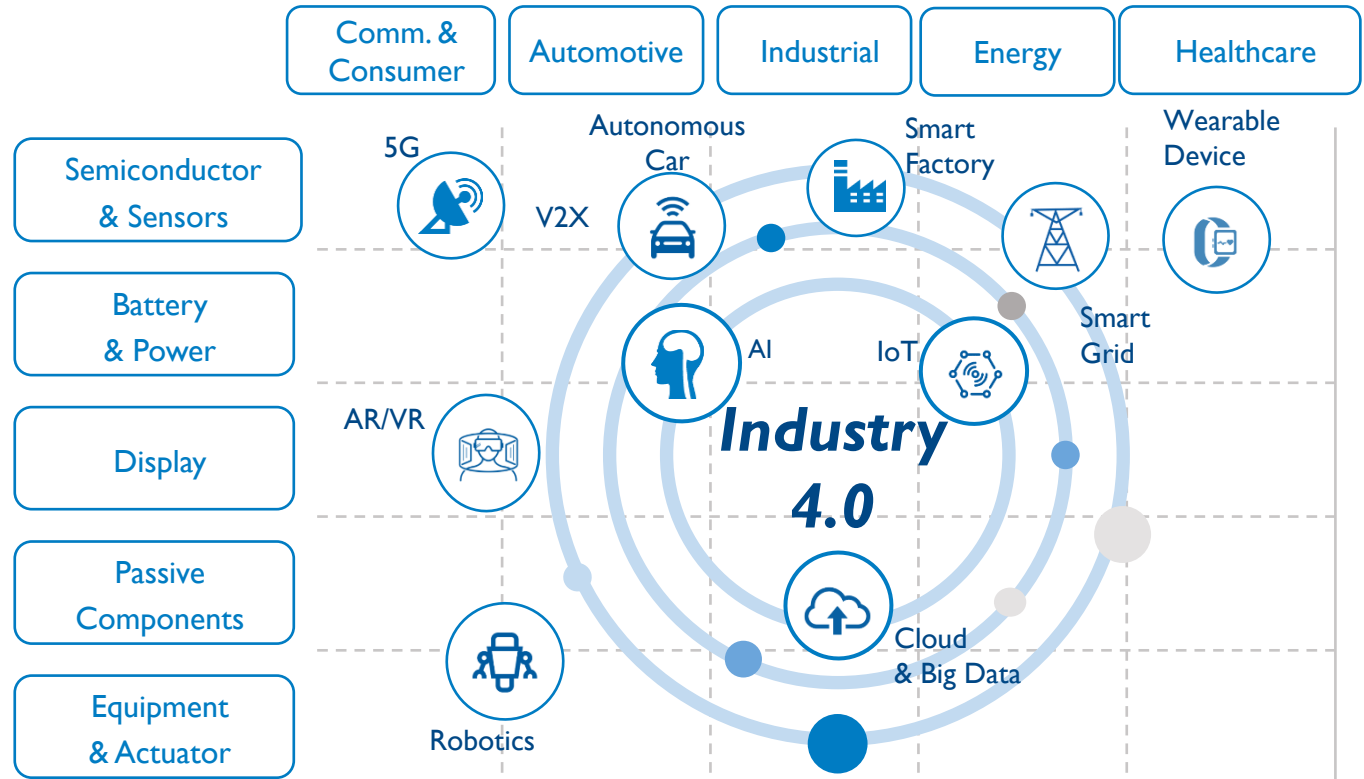 Comm. &
Consumer
Automotive
Industrial
Energy
Healthcare
Semiconductor
& Sensors
5G
V2X
Autonomous
Car
Smart
Factory
Wearable
Device
Battery
& Power
AI
IoT
Smart
Grid
Display
AR/VR
Industry
4.0
Passive
Components
Cloud
& Big Data
Equipment
& Actuator
Robotics